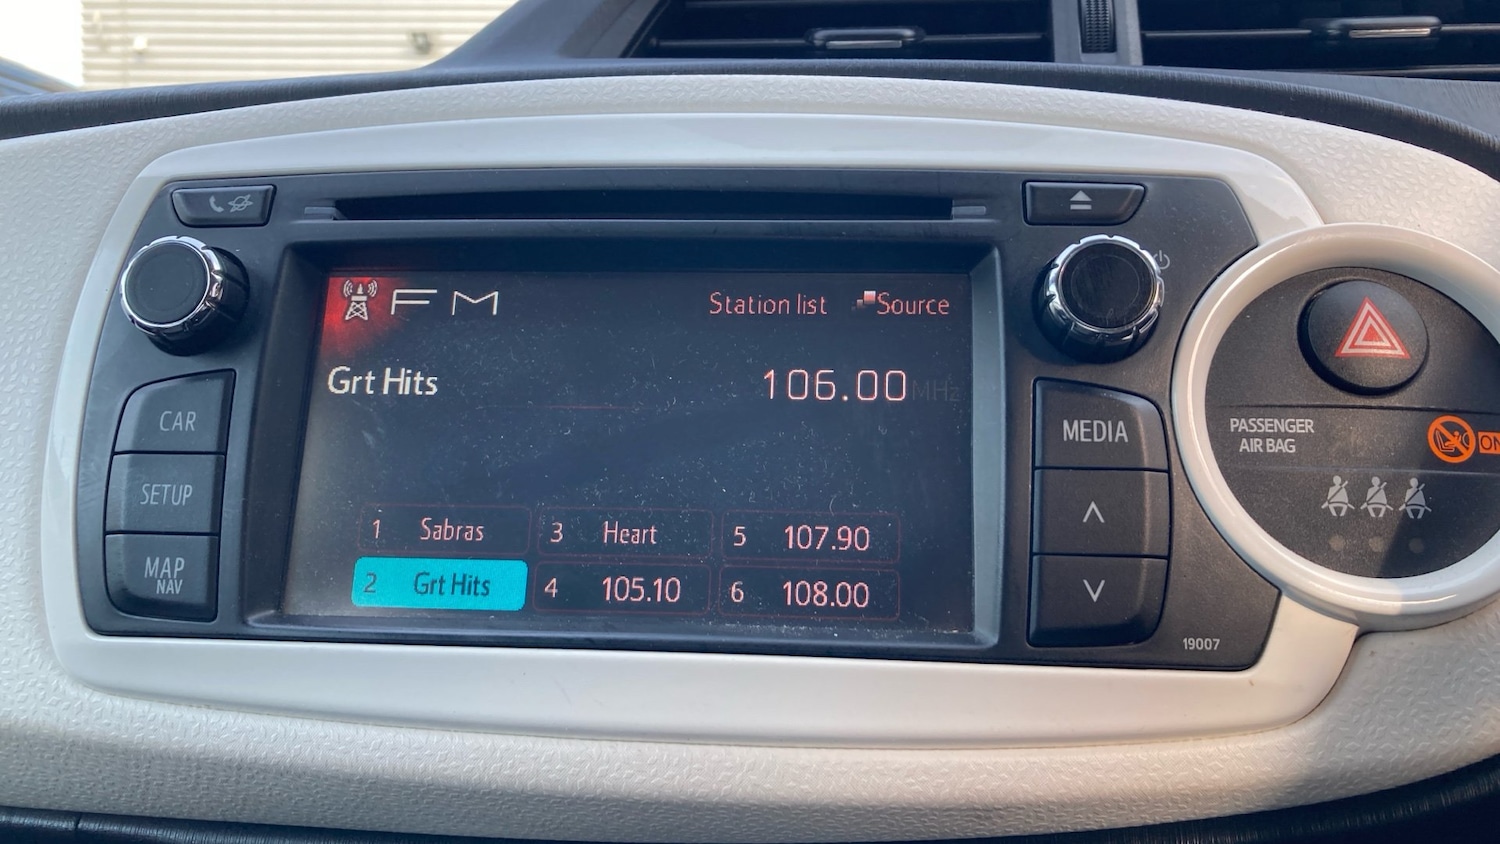 FM
Station list Source
Grt Hits 106.00 MHz
1 Sabras 3 Heart 5 107.90
2 Grt Hits 4 105.10 6 108.00
CAR
SETUP
MAP
NAV
MEDIA
19007
PASSENGER
AIR BAG
ON